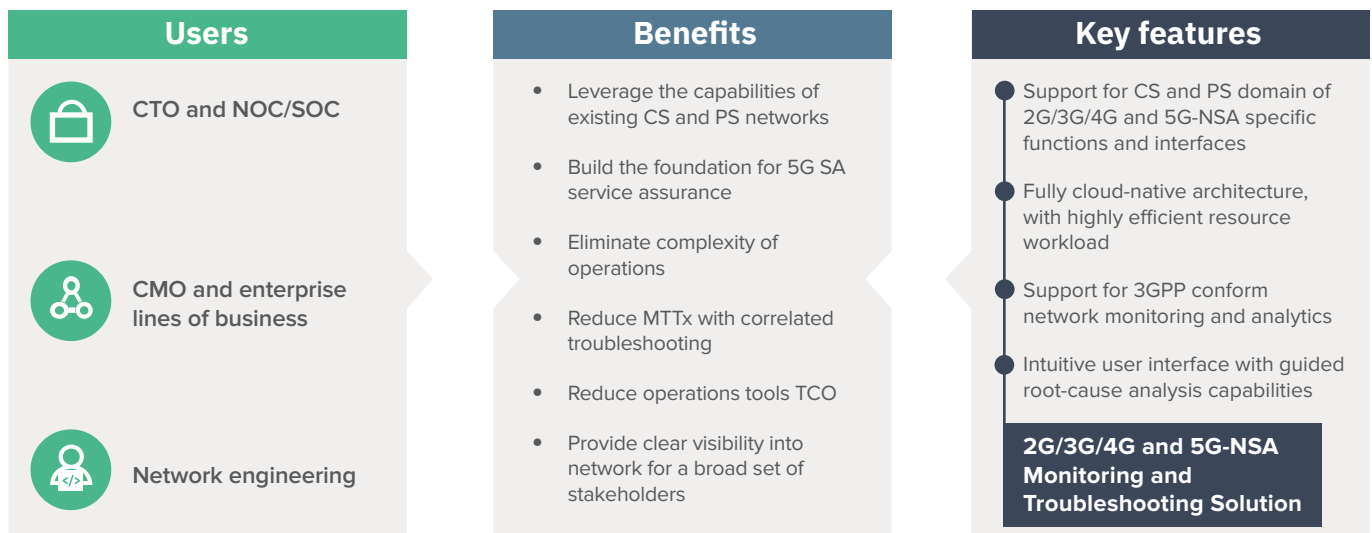 Users
CTO and NOC/SOC
CMO and enterprise
lines of business
Network engineering
</>
Benefits
• Leverage the capabilities of
existing CS and PS networks
• Build the foundation for 5G SA
service assurance
• Eliminate complexity of
operations
• Reduce MTTx with correlated
troubleshooting
• Reduce operations tools TCO
• Provide clear visibility into
network for a broad set of
stakeholders
Key features
Support for CS and PS domain of
2G/3G/4G and 5G-NSA specific
functions and interfaces
Fully cloud-native architecture,
with highly efficient resource
workload
Support for 3GPP conform
network monitoring and analytics
Intuitive user interface with guided
root-cause analysis capabilities
2G/3G/4G and 5G-NSA
Monitoring and
Troubleshooting Solution